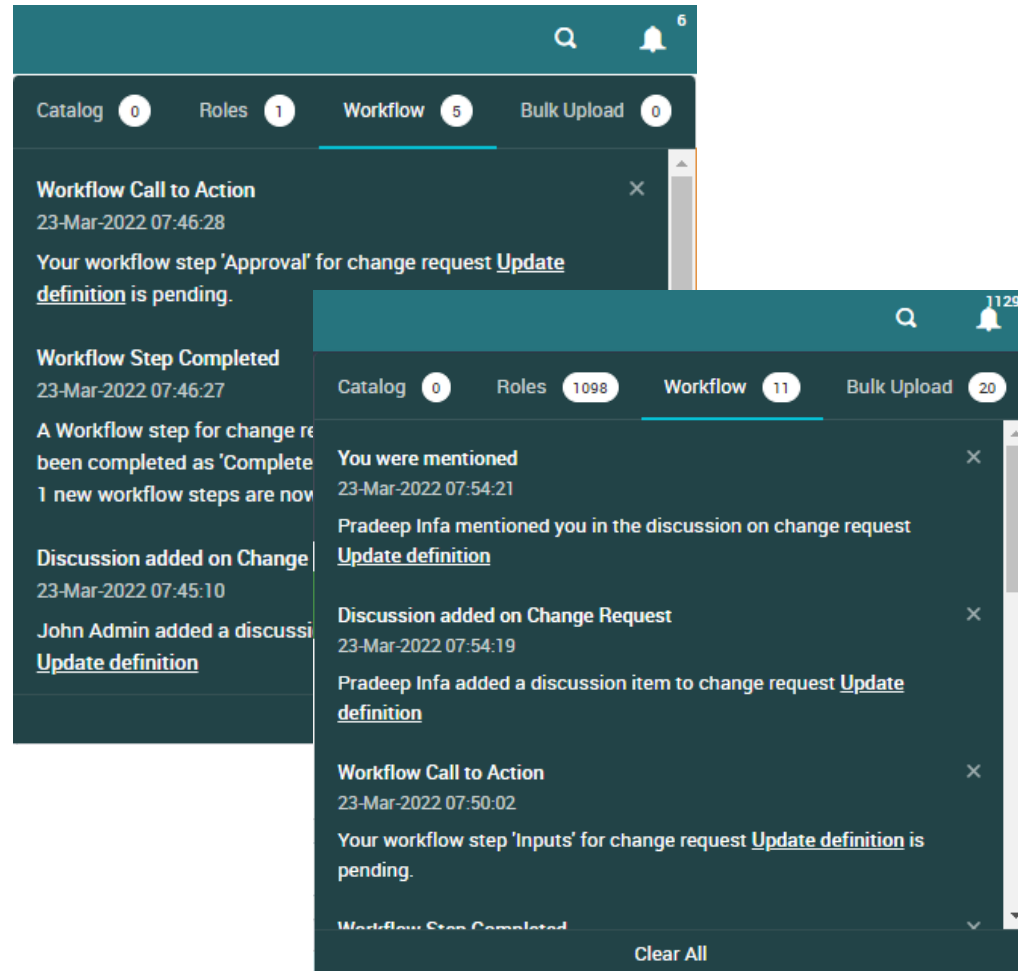 6
Catalog 0 Roles 1 Workflow 5 Bulk Upload 0
Workflow Call to Action
23-Mar-2022 07:46:28
Your workflow step 'Approval' for change request Update
definition is pending.
Workflow Step Completed
23-Mar-2022 07:46:27
A Workflow step for change
been completed as 'Complete
1 new workflow steps are now
Discussion added on Change
23-Mar-2022 07:45:10
John Admin added a
Update definition
1129
Catalog 0 Roles 1098 Workflow 11 Bulk Upload 20
You were mentioned
23-Mar-2022 07:54:21
Pradeep Infa mentioned you in the discussion on change request
Update definition
Discussion added on Change Request
23-Mar-2022 07:54:19
Pradeep Infa added a discussion item to change request Update
definition
Workflow Call to Action
23-Mar-2022 07:50:02
Your workflow step 'Inputs' for change request Update definition is
pending.
Workflow Step Completed
Clear All